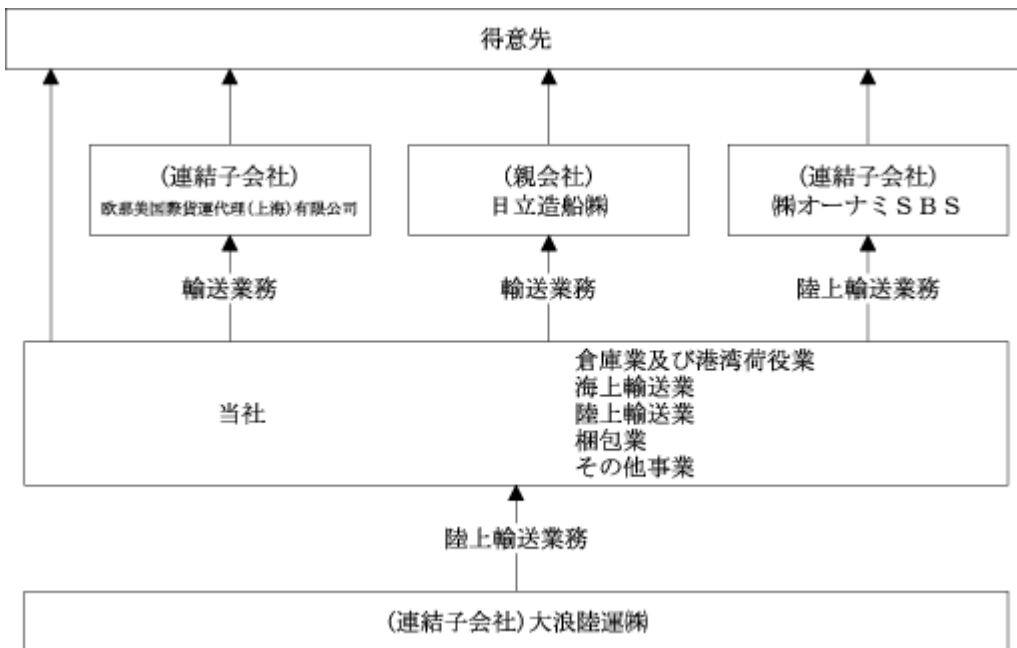 得意先
(連結子会社)
欧那美国際貨運代理(上海)有限公司
(親会社)
日立造船㈱
(連結子会社)
㈱オーナミＳＢＳ
輸送業務
輸送業務
陸上輸送業務
当社
倉庫業及び港湾荷役業
海上輸送業
陸上輸送業
梱包業
その他事業
陸上輸送業務
(連結子会社)大浪陸運㈱